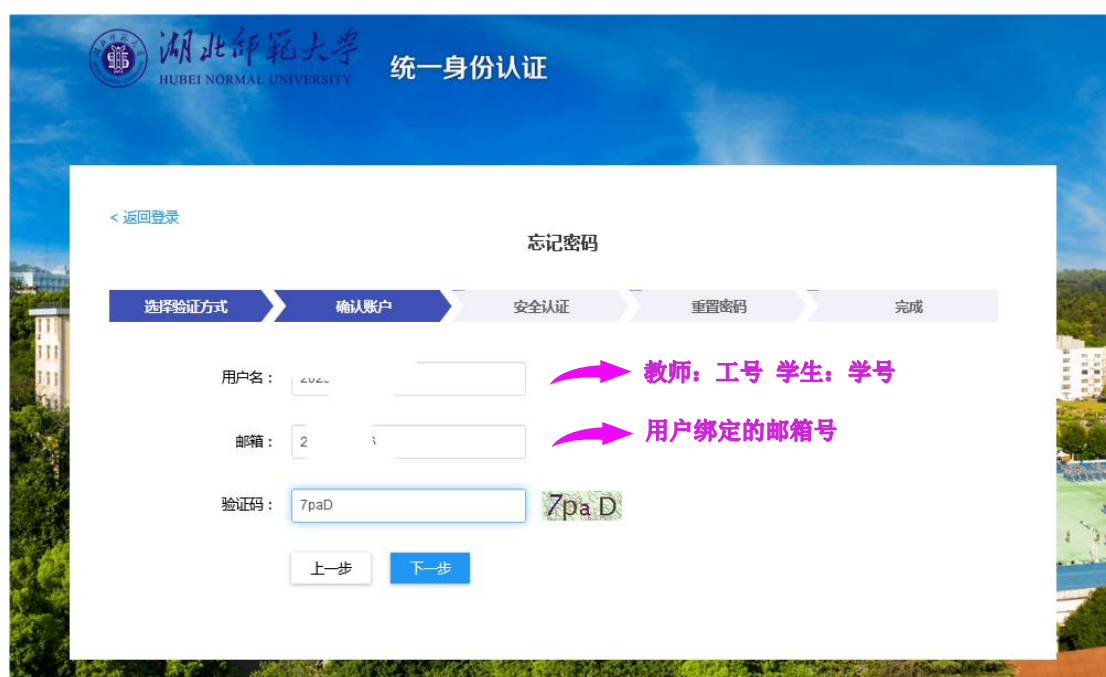 湖北师范大学
HUBEI NORMAL UNIVERSITY
统一身份认证
< 返回登录
忘记密码
选择验证方式 确认账户 安全认证 重置密码 完成
用户名： 教师：工号 学生：学号
邮箱： 2 用户绑定的邮箱号
验证码： 7paD 7pa D
上一步 下一步